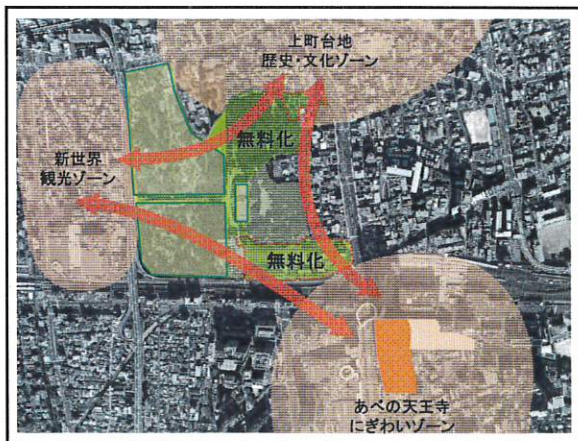 上町台地
歴史・文化ゾーン
無料化
新世界
観光ゾーン
無料化
あべの天王寺
にぎわいゾーン